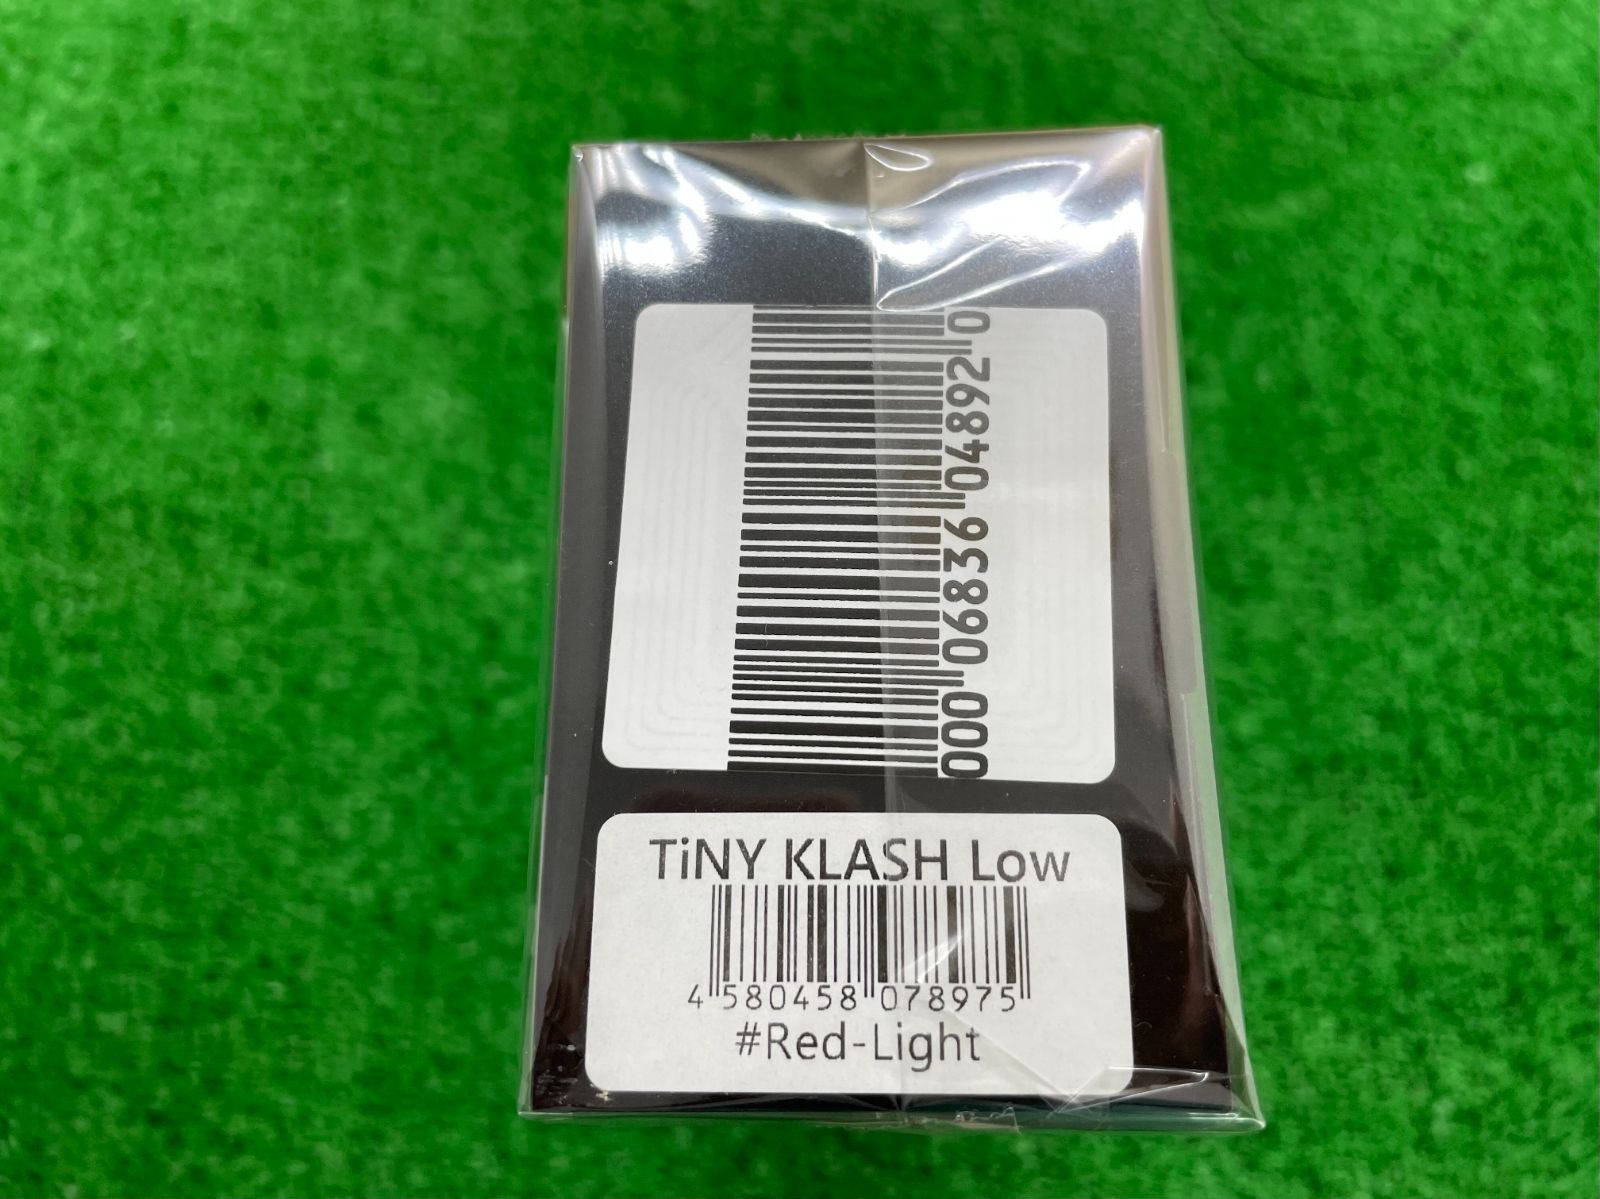 000 06836 04892 0
TiNY KLASH Low
4 580458 078975
#Red-Light